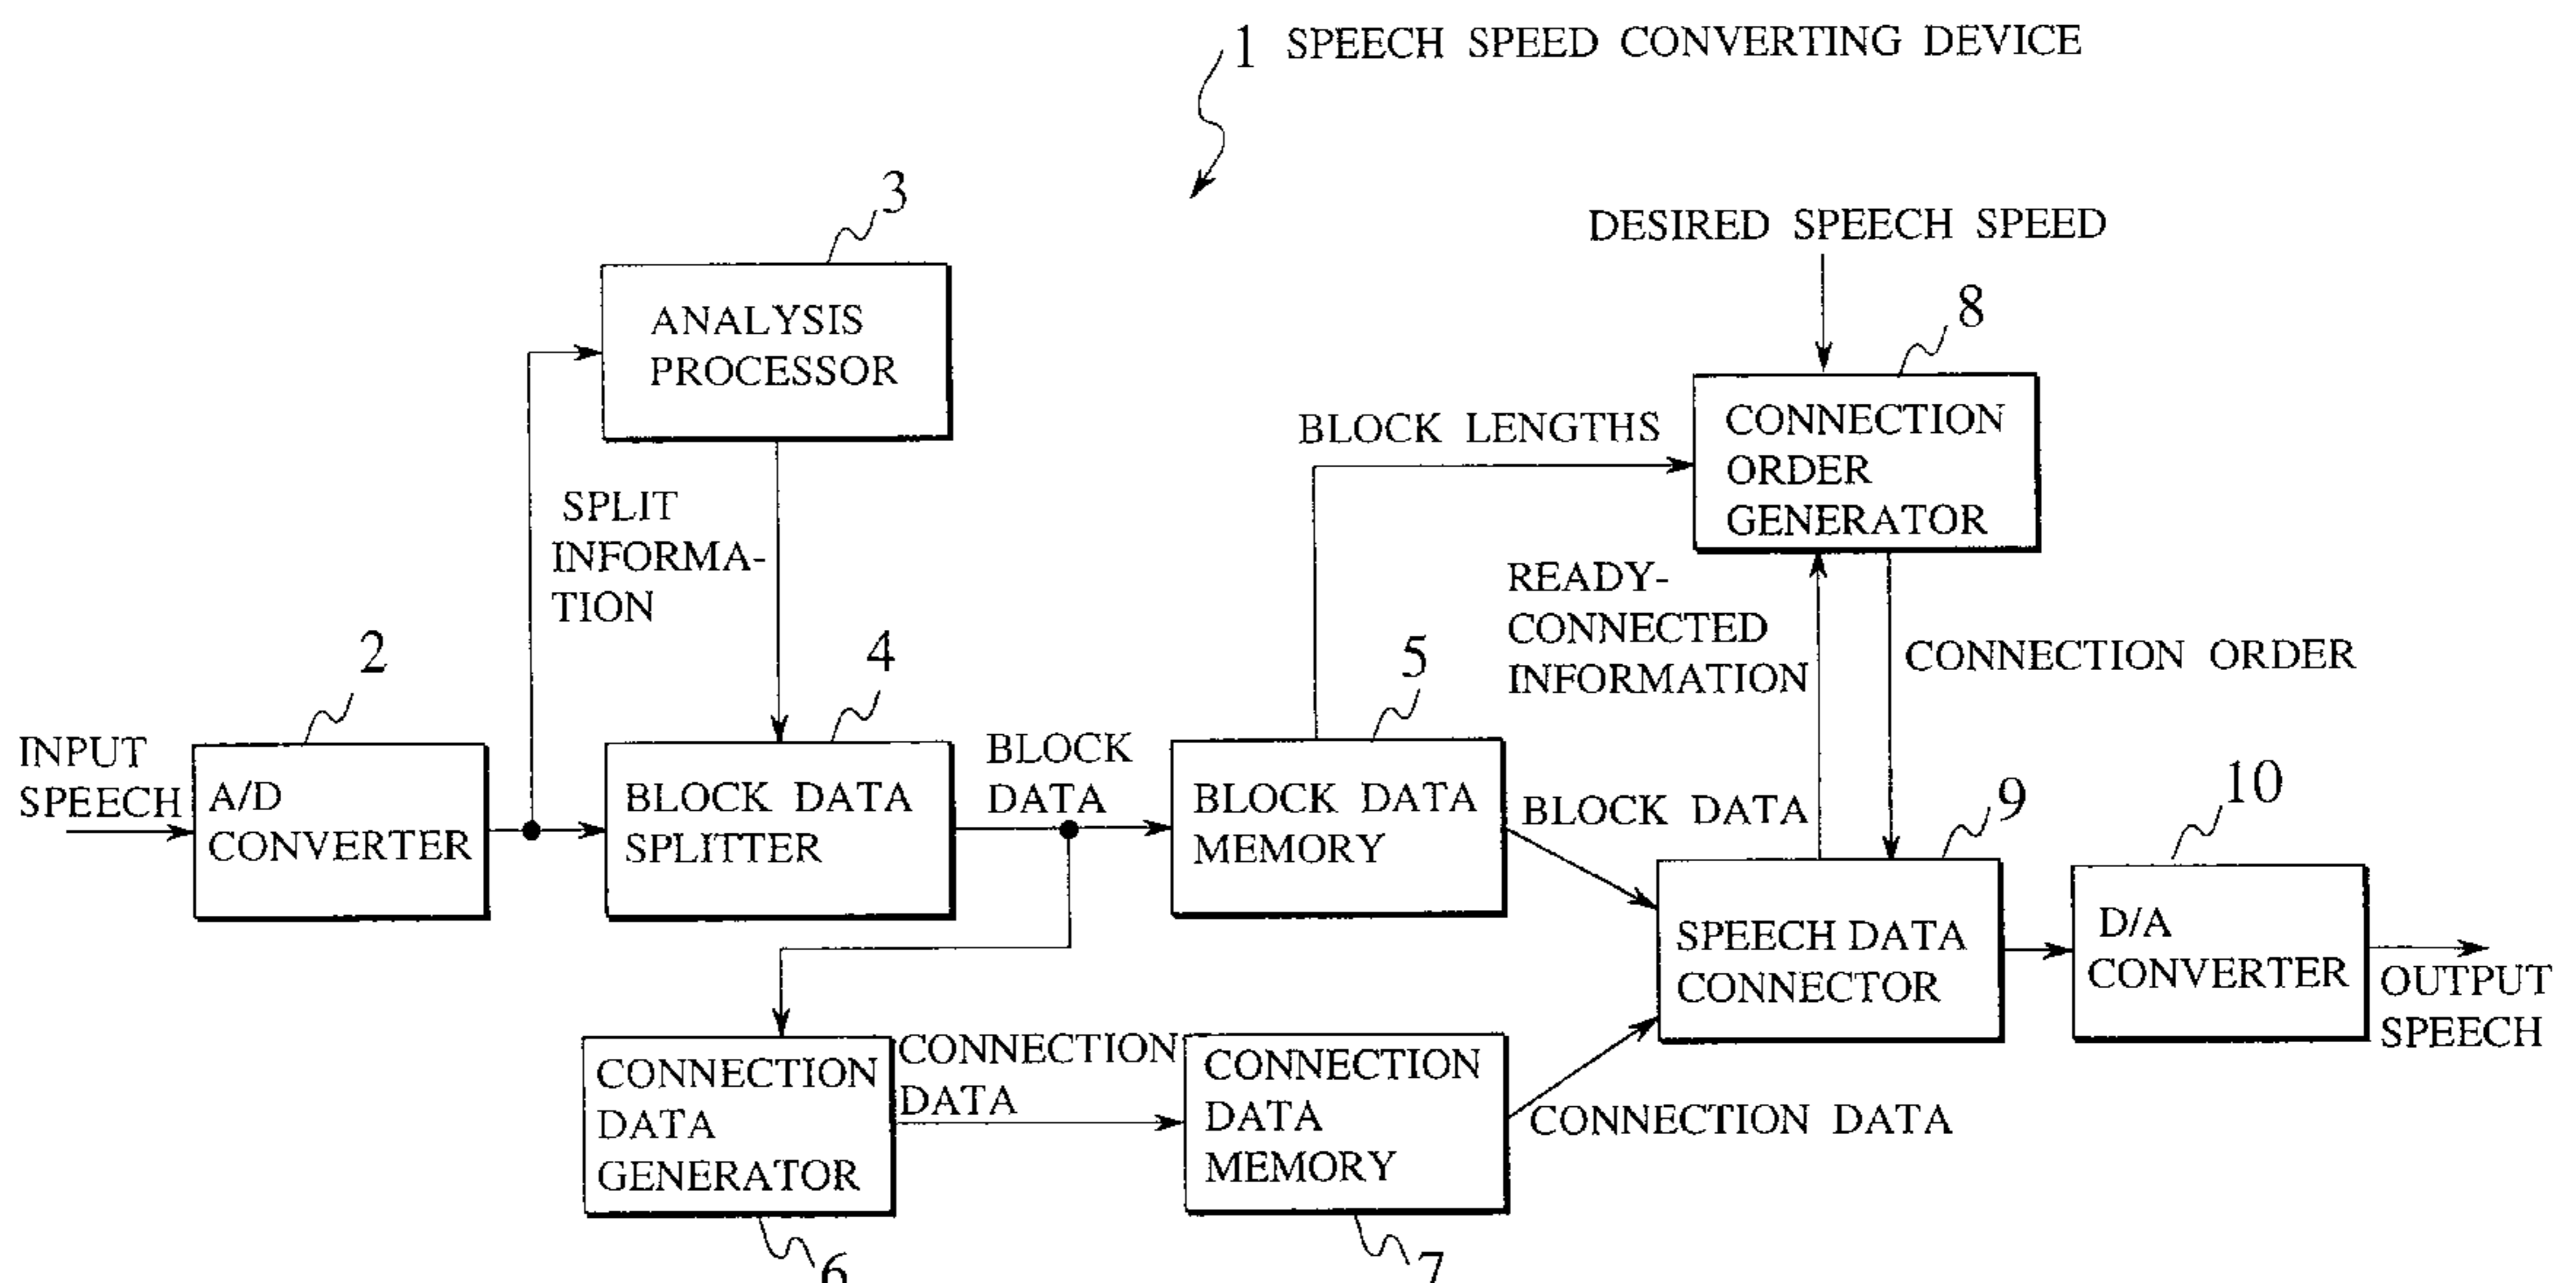 1 SPEECH SPEED CONVERTING DEVICE
3
DESIRED SPEECH SPEED
8
ANALYSIS
PROCESSOR
BLOCK LENGTHS
CONNECTION
ORDER
GENERATOR
SPLIT
INFORMA-
TION
READY-
CONNECTED
INFORMATION
CONNECTION ORDER
2
4
5
INPUT
SPEECH
A/D
CONVERTER
BLOCK DATA
SPLITTER
BLOCK
DATA
BLOCK DATA
MEMORY
BLOCK DATA
9
10
SPEECH DATA
CONNECTOR
D/A
CONVERTER
OUTPUT
SPEECH
CONNECTION
DATA
GENERATOR
CONNECTION
DATA
CONNECTION
DATA
MEMORY
CONNECTION DATA
6
7